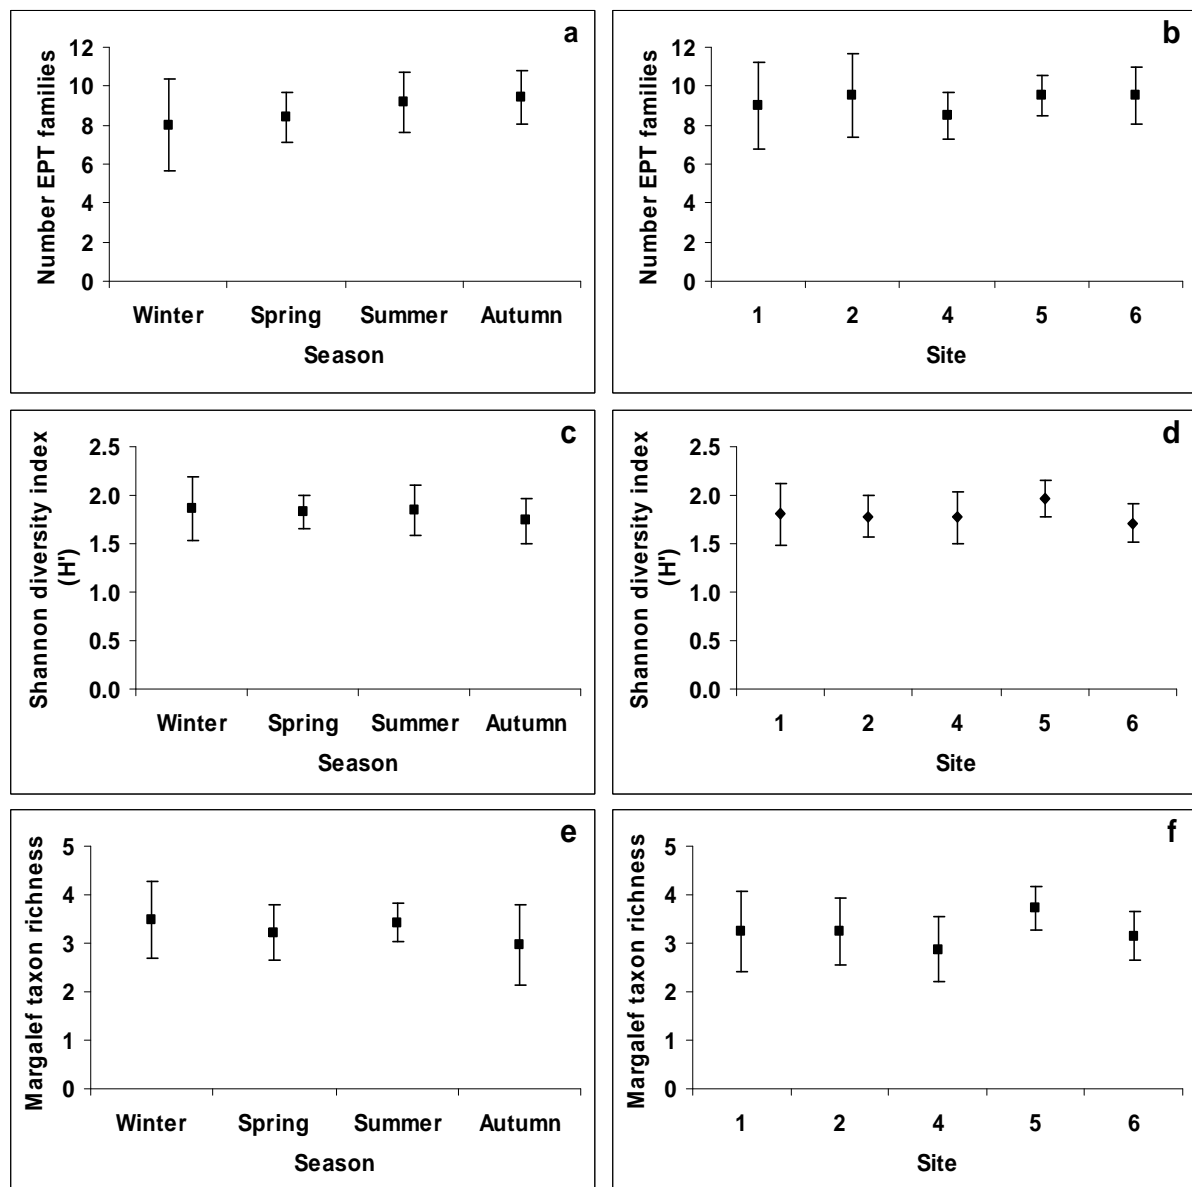 a
Number EPT families
12
10
8
6
4
2
0
Winter Spring Summer Autumn
Season
b
Number EPT families
12
10
8
6
4
2
0
1 2 4 5 6
Site
c
Shannon diversity index
(H')
2.5
2.0
1.5
1.0
0.5
0.0
Winter Spring Summer Autumn
Season
d
Shannon diversity index
(H')
2.5
2.0
1.5
1.0
0.5
0.0
1 2 4 5 6
Site
e
Margalef taxon richness
5
4
3
2
1
0
Winter Spring Summer Autumn
Season
f
Margalef taxon richness
5
4
3
2
1
0
1 2 4 5 6
Site